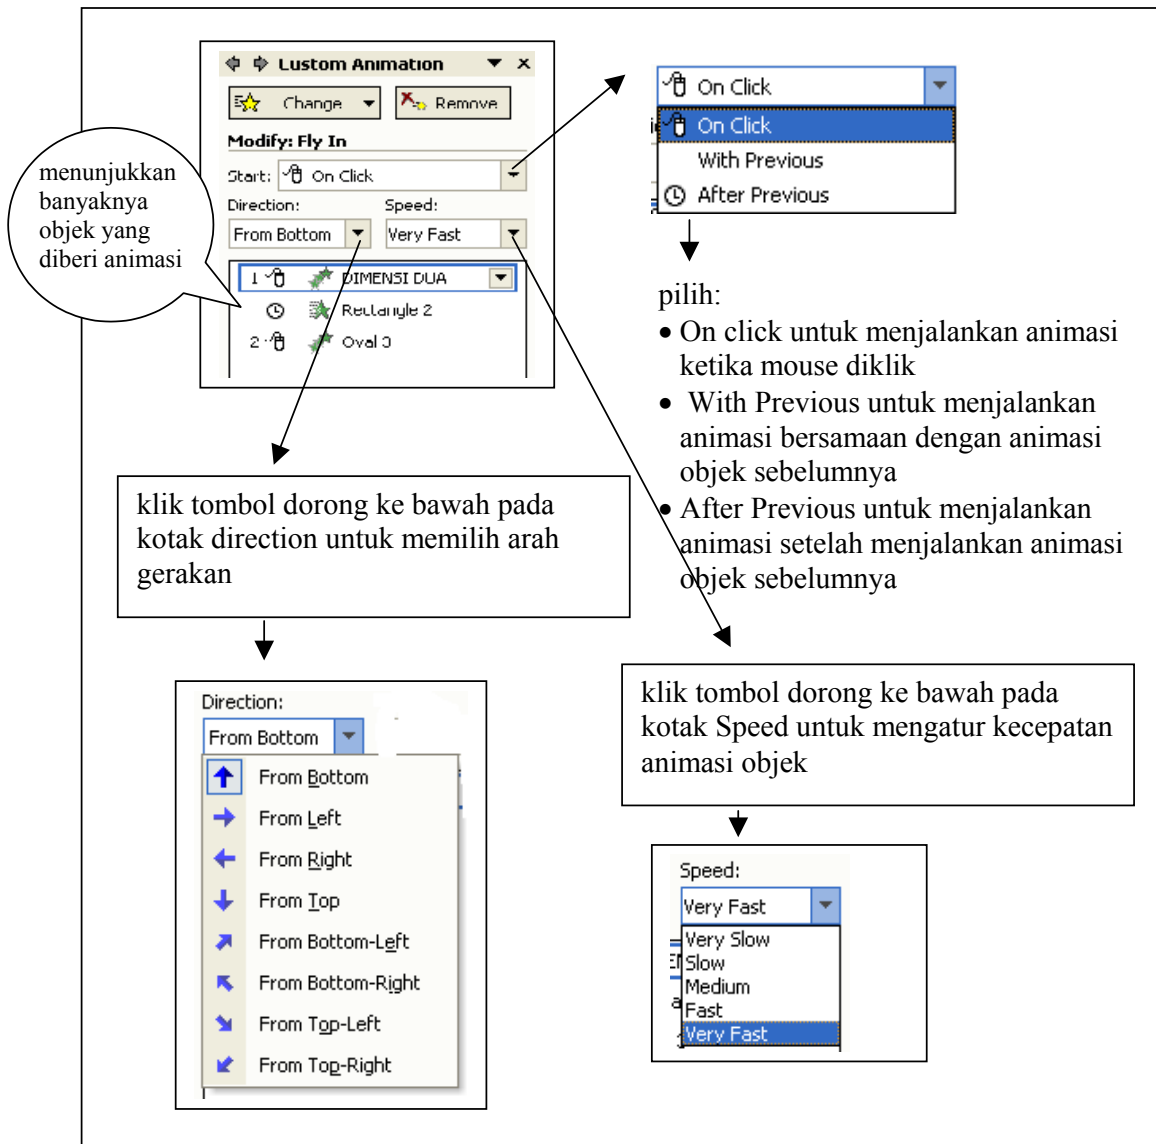 Lustom Anımation
Change
Remove
Modify: Fly In
Start: On Click
Direction: Speed:
From Bottom Very Fast
1 DIMENSI DUA
Rectangle 2
2 Oval 3
menunjukkan
banyaknya
objek yang
diberi animasi
On Click
On Click
With Previous
After Previous
pilih:
• On click untuk menjalankan animasi
ketika mouse diklik
• With Previous untuk menjalankan
animasi bersamaan dengan animasi
objek sebelumnya
• After Previous untuk menjalankan
animasi setelah menjalankan animasi
objek sebelumnya
klik tombol dorong ke bawah pada
kotak direction untuk memilih arah
gerakan
Direction:
From Bottom
From Bottom
From Left
From Right
From Top
From Bottom-Left
From Bottom-Right
From Top-Left
From Top-Right
klik tombol dorong ke bawah pada
kotak Speed untuk mengatur kecepatan
animasi objek
Speed:
Very Fast
Very Slow
Slow
Medium
Fast
Very Fast